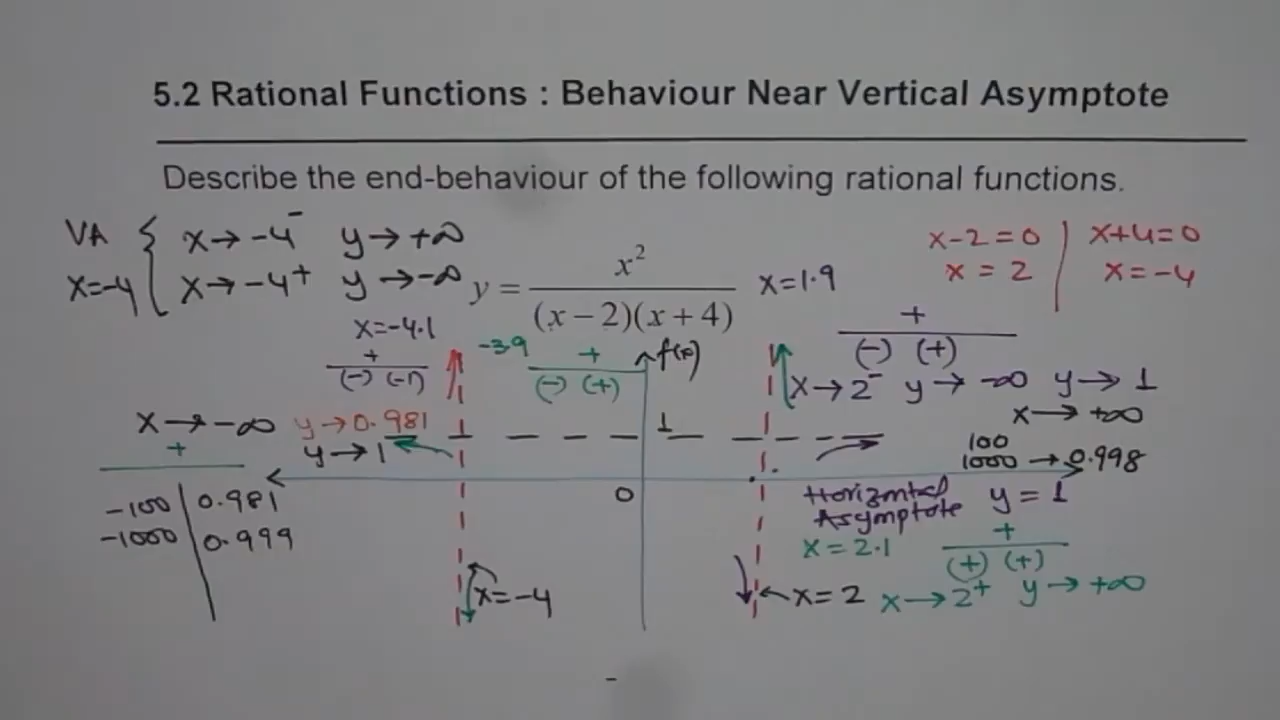 5.2 Rational Functions : Behaviour Near Vertical Asymptote
Describe the end-behaviour of the following rational functions.
VA { x → -4⁻ y → +∞
x=-4 x → -4⁺ y → -∞
y = x² / (x − 2)(x + 4)
x=1.9
x-2=0 | x+4=0
x = 2 | x=-4
x=-4.1
+ / (-) (-)
-3.9
+ / (-) (+)
f(x)
+ / (-) (+)
x → 2⁻ y → -∞ y → 1
x → +∞
x → -∞ y → 0.981
y → 1
1
100
1000 → 0.998
+
-100 | 0.981
-1000 | 0.999
0
Horizontal y = 1
Asymptote
x = 2.1
+ / (+) (+)
x=-4
x = 2
x → 2⁺ y → +∞